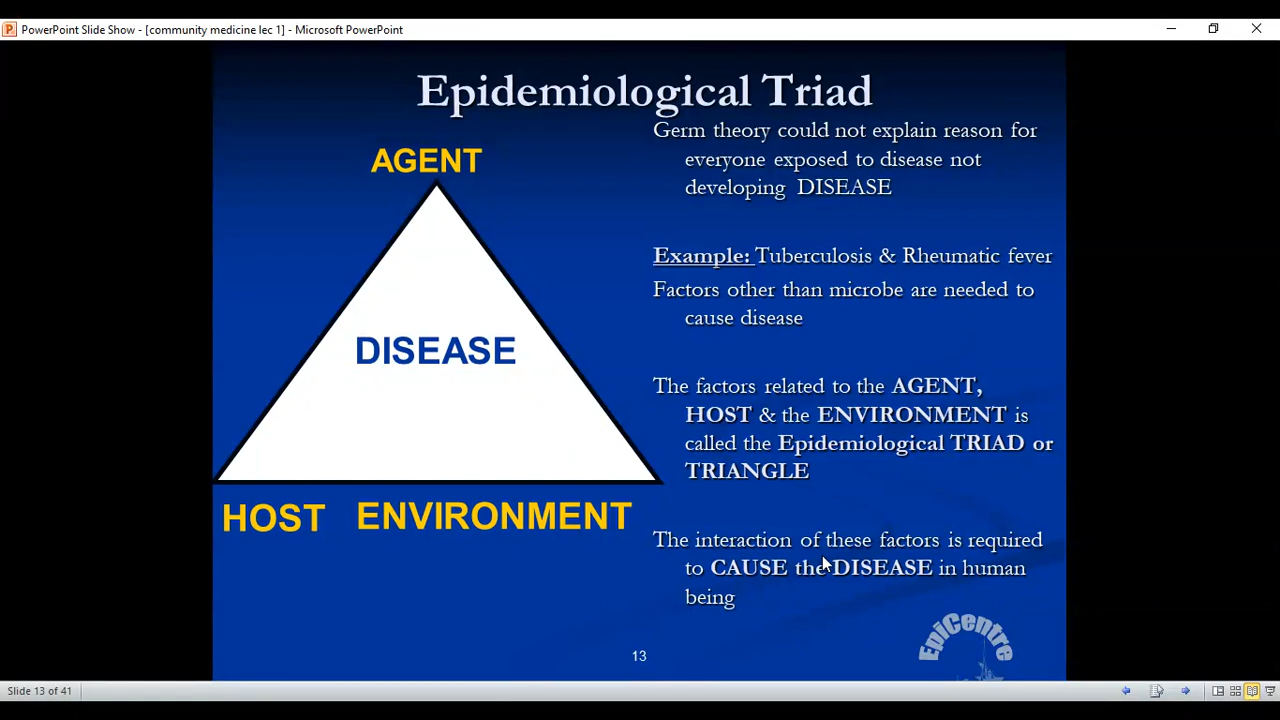 PowerPoint Slide Show - [community medicine lec 1] - Microsoft PowerPoint
Epidemiological Triad
AGENT
DISEASE
HOST ENVIRONMENT
Germ theory could not explain reason for
everyone exposed to disease not
developing DISEASE
Example: Tuberculosis & Rheumatic fever
Factors other than microbe are needed to
cause disease
The factors related to the AGENT,
HOST & the ENVIRONMENT is
called the Epidemiological TRIAD or
TRIANGLE
The interaction of these factors is required
to CAUSE the DISEASE in human
being
13
EpiCentre
Slide 13 of 41